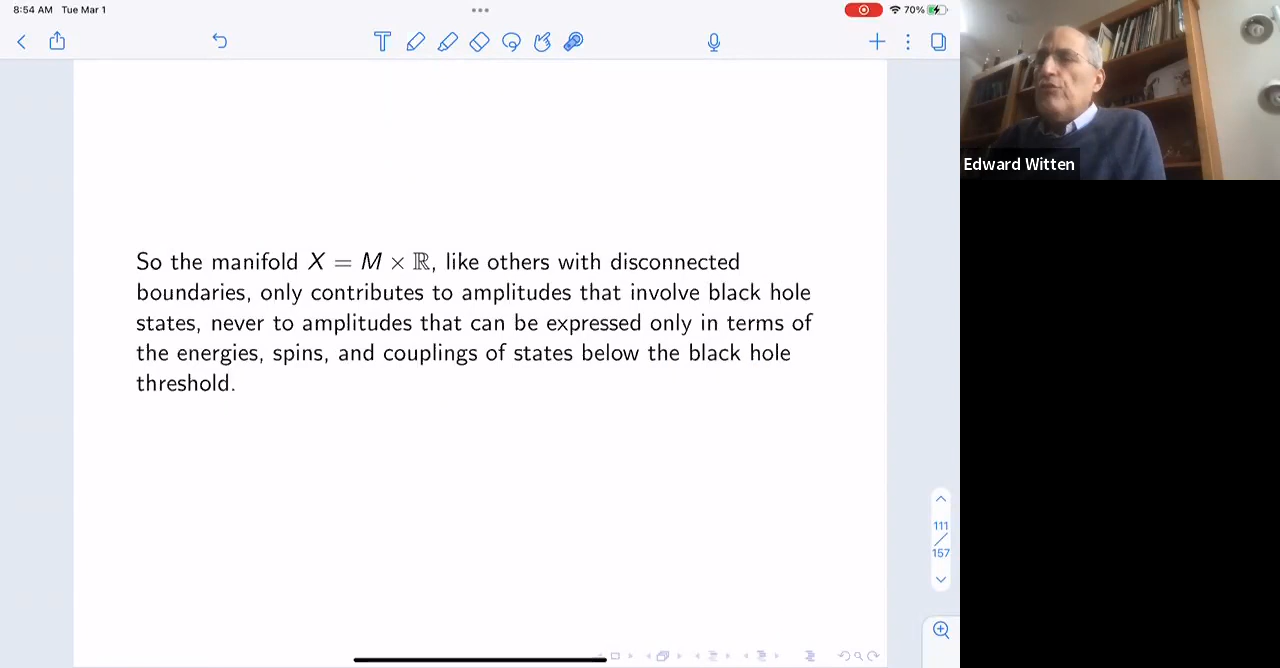 8:54 AM Tue Mar 1
70%
T
Edward Witten
So the manifold X = M × ℝ, like others with disconnected
boundaries, only contributes to amplitudes that involve black hole
states, never to amplitudes that can be expressed only in terms of
the energies, spins, and couplings of states below the black hole
threshold.
111
/
157